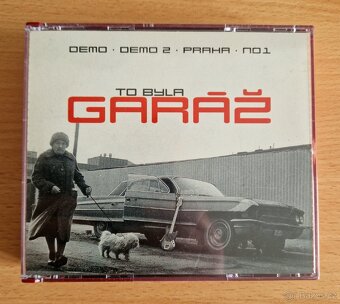 DEMO · DEMO 2 · PRAHA · NO1
TO BYLA
GARÁŽ